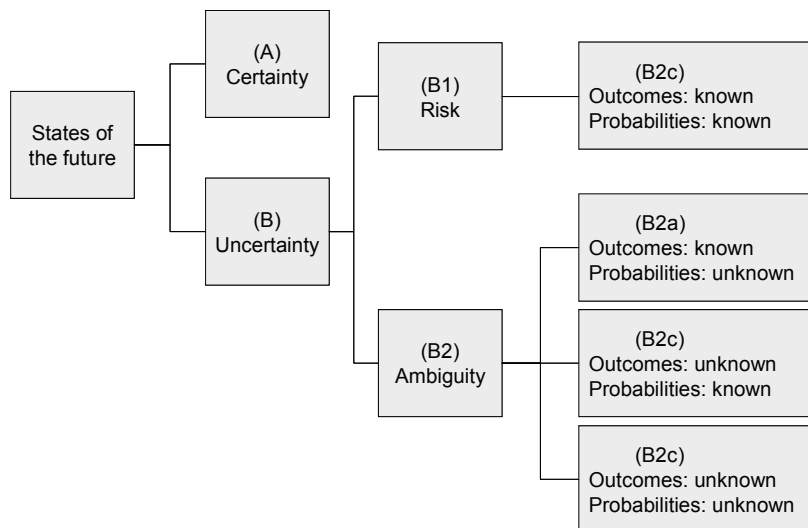 States of
the future
(A)
Certainty
(B)
Uncertainty
(B1)
Risk
(B2)
Ambiguity
(B2c)
Outcomes: known
Probabilities: known
(B2a)
Outcomes: known
Probabilities: unknown
(B2c)
Outcomes: unknown
Probabilities: known
(B2c)
Outcomes: unknown
Probabilities: unknown